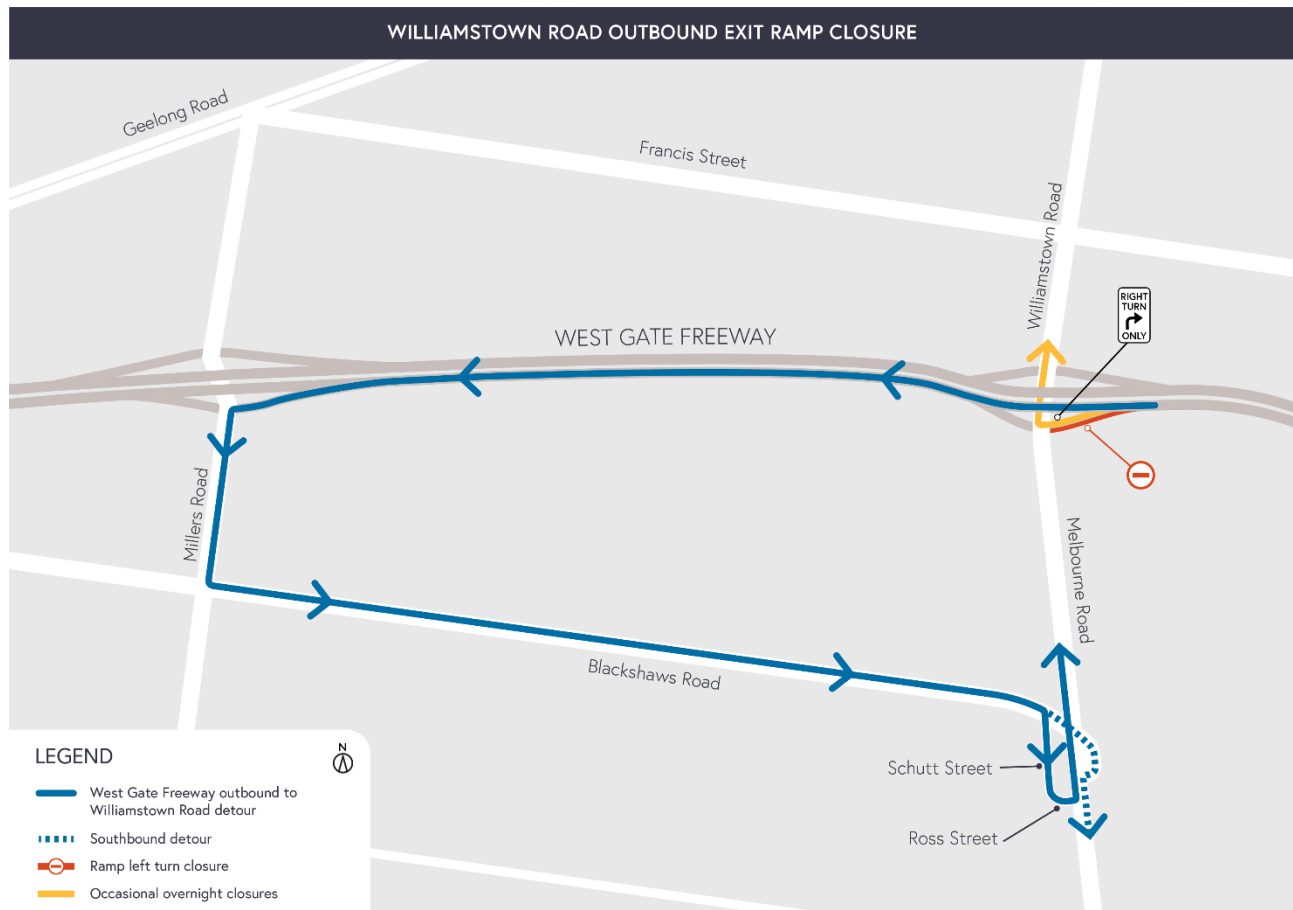 WILLIAMSTOWN ROAD OUTBOUND EXIT RAMP CLOSURE
Geelong Road
Francis Street
Williamstown Road
RIGHT
TURN
ONLY
WEST GATE FREEWAY
Millers Road
Melbourne Road
Blackshaws Road
Schutt Street
Ross Street
LEGEND
N
West Gate Freeway outbound to
Williamstown Road detour
Southbound detour
Ramp left turn closure
Occasional overnight closures